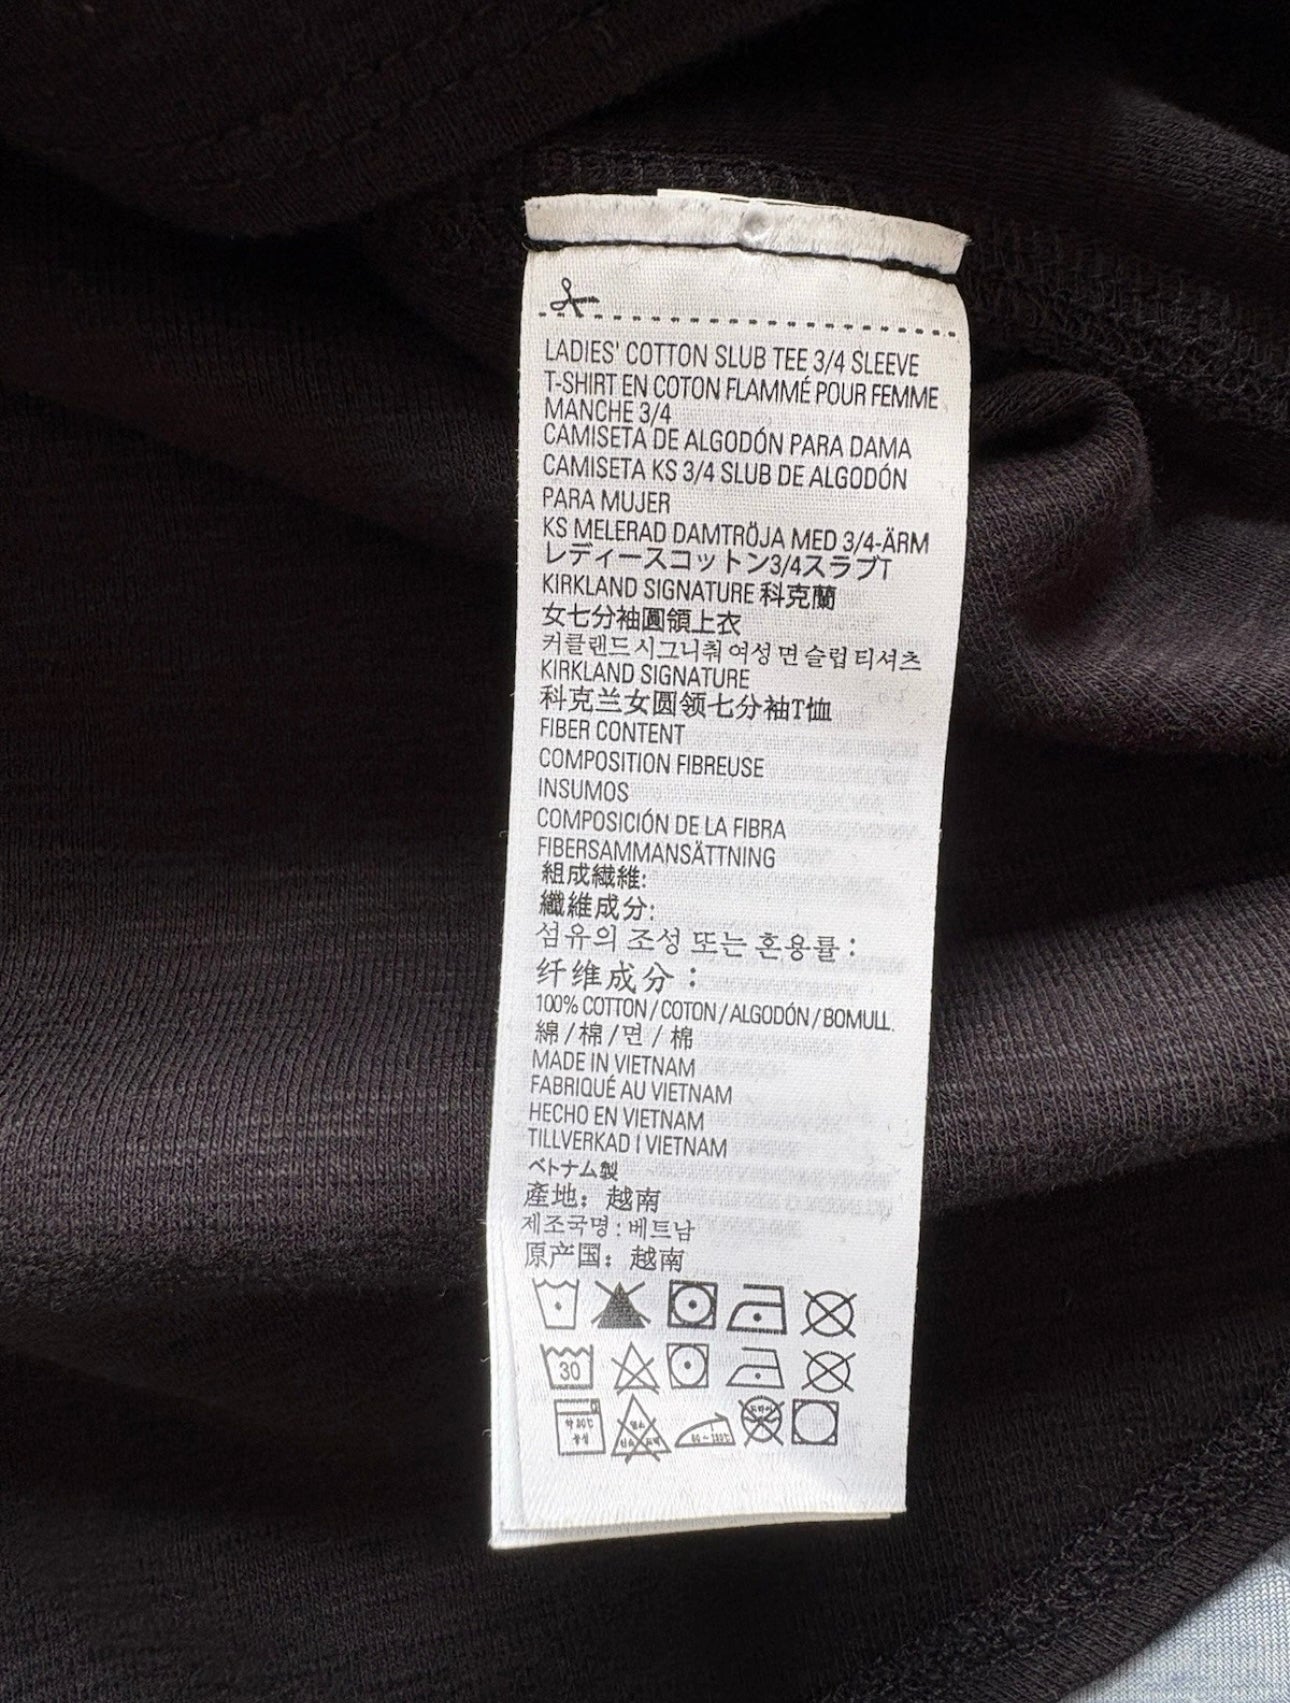 LADIES' COTTON SLUB TEE 3/4 SLEEVE
T-SHIRT EN COTON FLAMMÉ POUR FEMME
MANCHE 3/4
CAMISETA DE ALGODÓN PARA DAMA
CAMISETA KS 3/4 SLUB DE ALGODÓN
PARA MUJER
KS MELERAD DAMTRÖJA MED 3/4-ÄRM
レディースコットン3/4スラブT
KIRKLAND SIGNATURE 科克蘭
女七分袖圓領上衣
커클랜드 시그니춰 여성 면 슬럽 티셔츠
KIRKLAND SIGNATURE
科克兰女圆领七分袖T恤
FIBER CONTENT
COMPOSITION FIBREUSE
INSUMOS
COMPOSICIÓN DE LA FIBRA
FIBERSAMMANSÄTTNING
組成繊維:
纖維成分:
섬유의 조성 또는 혼용률 :
纤维成分：
100% COTTON / COTON / ALGODÓN / BOMULL.
綿 / 棉 / 면 / 棉
MADE IN VIETNAM
FABRIQUÉ AU VIETNAM
HECHO EN VIETNAM
TILLVERKAD I VIETNAM
ベトナム製
產地：越南
제조국명 : 베트남
原产国：越南
30